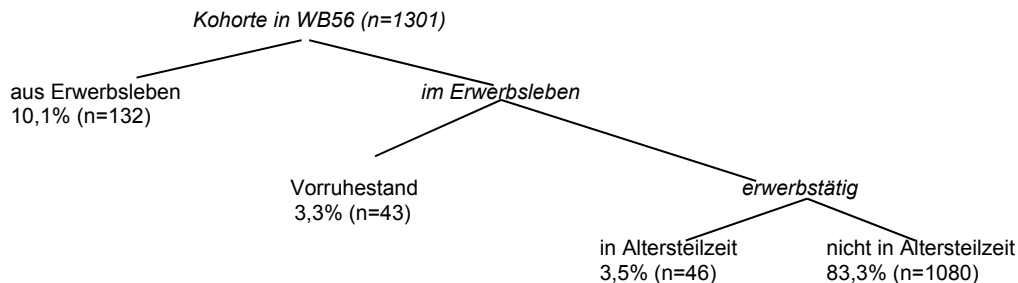 Kohorte in WB56 (n=1301)
aus Erwerbsleben
10,1% (n=132)
im Erwerbsleben
Vorruhestand
3,3% (n=43)
erwerbstätig
in Altersteilzeit
3,5% (n=46)
nicht in Altersteilzeit
83,3% (n=1080)